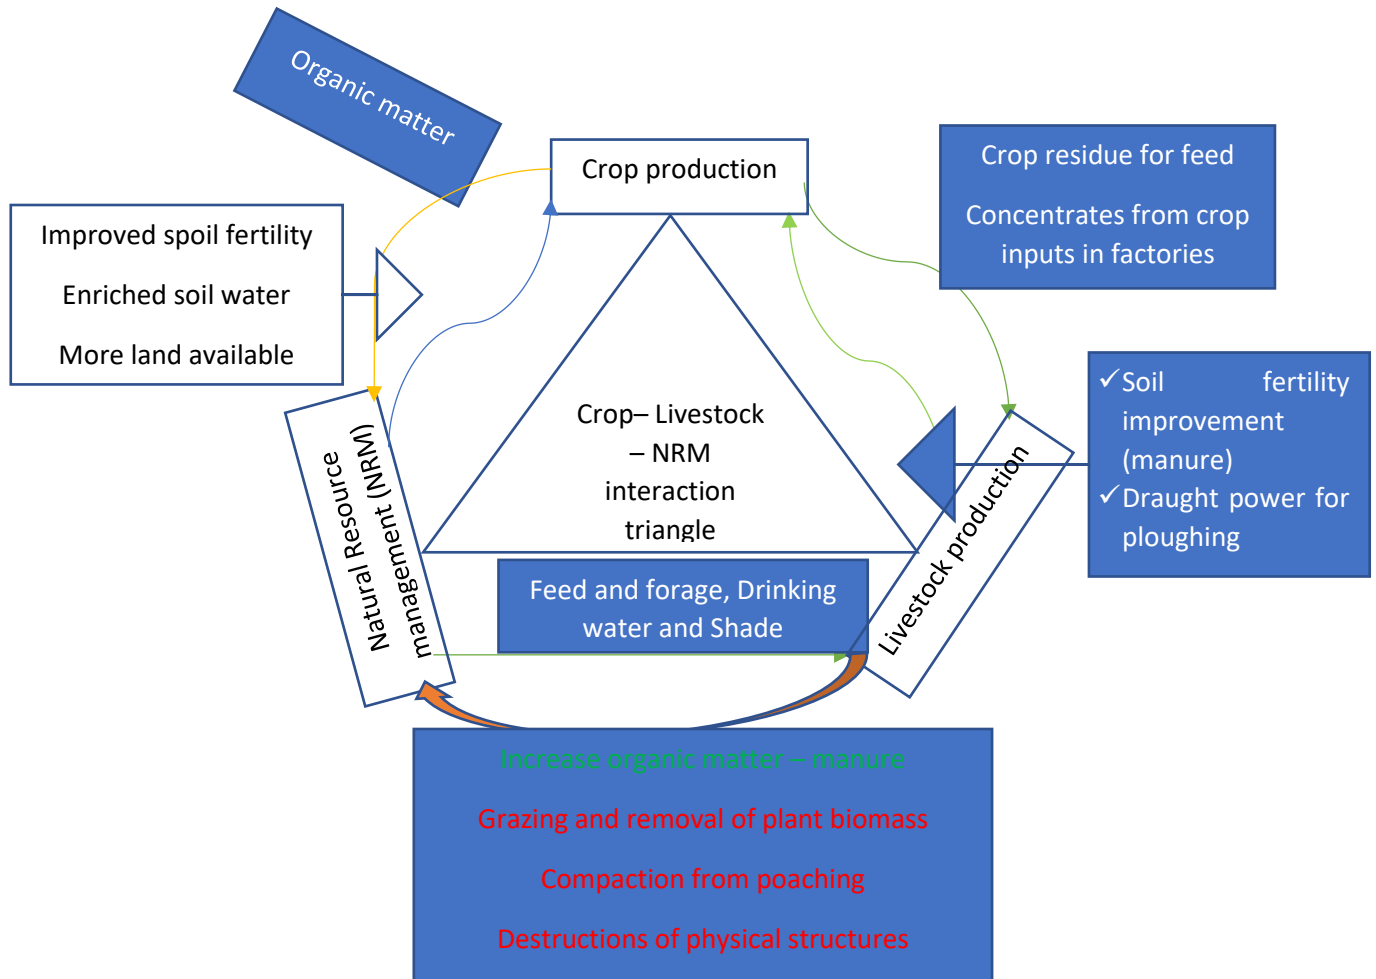 Organic matter
Crop production
Crop residue for feed
Concentrates from crop
inputs in factories
Improved spoil fertility
Enriched soil water
More land available
✓Soil fertility
improvement
(manure)
✓Draught power for
ploughing
Crop– Livestock
– NRM
interaction
triangle
Natural Resource
management (NRM)
Livestock production
Feed and forage, Drinking
water and Shade
Increase organic matter – manure
Grazing and removal of plant biomass
Compaction from poaching
Destructions of physical structures